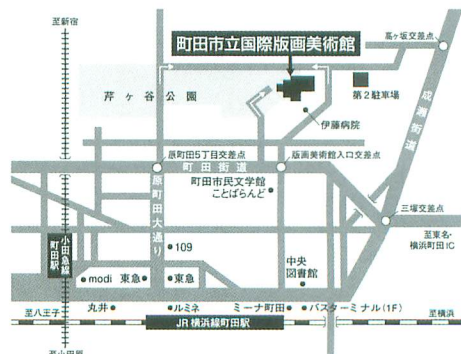 至新宿
町田市立国際版画美術館
高ヶ坂交差点
芹ヶ谷公園
第2駐車場
成瀬街道
伊藤病院
原町田5丁目交差点
版画美術館入口交差点
町田街道
町田市民文学館
ことばらんど
原町田大通り
三塚交差点
至東名・
横浜町田IC
小田急線
町田駅
109
modi
東急
東急
中央
図書館
至八王子
丸井
ルミネ
ミーナ町田
バスターミナル(1F)
至横浜
JR横浜線町田駅
至小田原